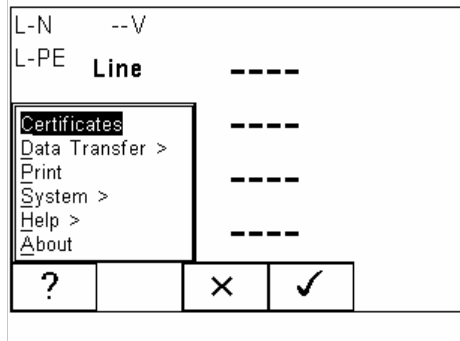 L-N --V
L-PE Line ----
Certificates ----
Data Transfer >
Print ----
System >
Help >
About ----
? × ✓